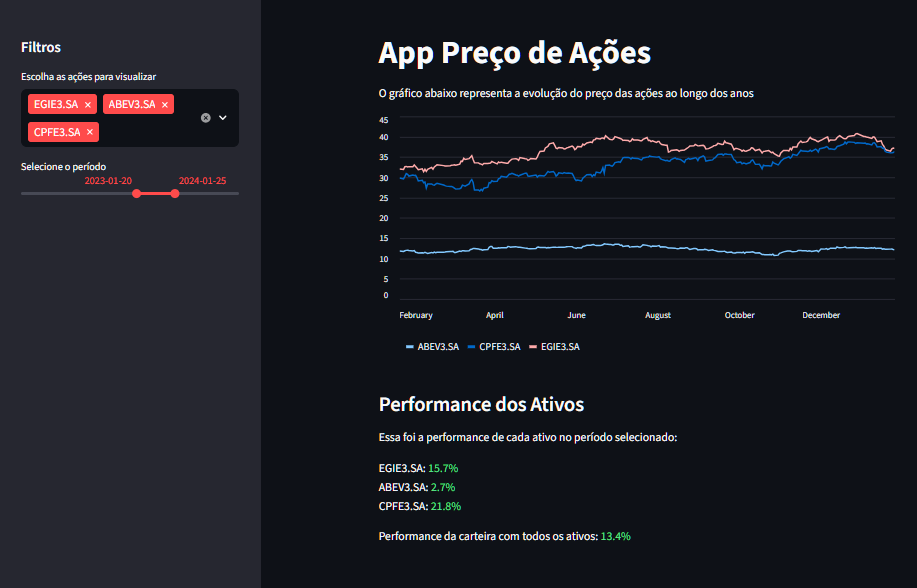 Filtros
Escolha as ações para visualizar
EGIE3.SA × ABEV3.SA ×
CPFE3.SA ×
Selecione o período
2023-01-20 2024-01-25
App Preço de Ações
O gráfico abaixo representa a evolução do preço das ações ao longo dos anos
45
40
35
30
25
20
15
10
5
0
February April June August October December
ABEV3.SA CPFE3.SA EGIE3.SA
Performance dos Ativos
Essa foi a performance de cada ativo no período selecionado:
EGIE3.SA: 15.7%
ABEV3.SA: 2.7%
CPFE3.SA: 21.8%
Performance da carteira com todos os ativos: 13.4%